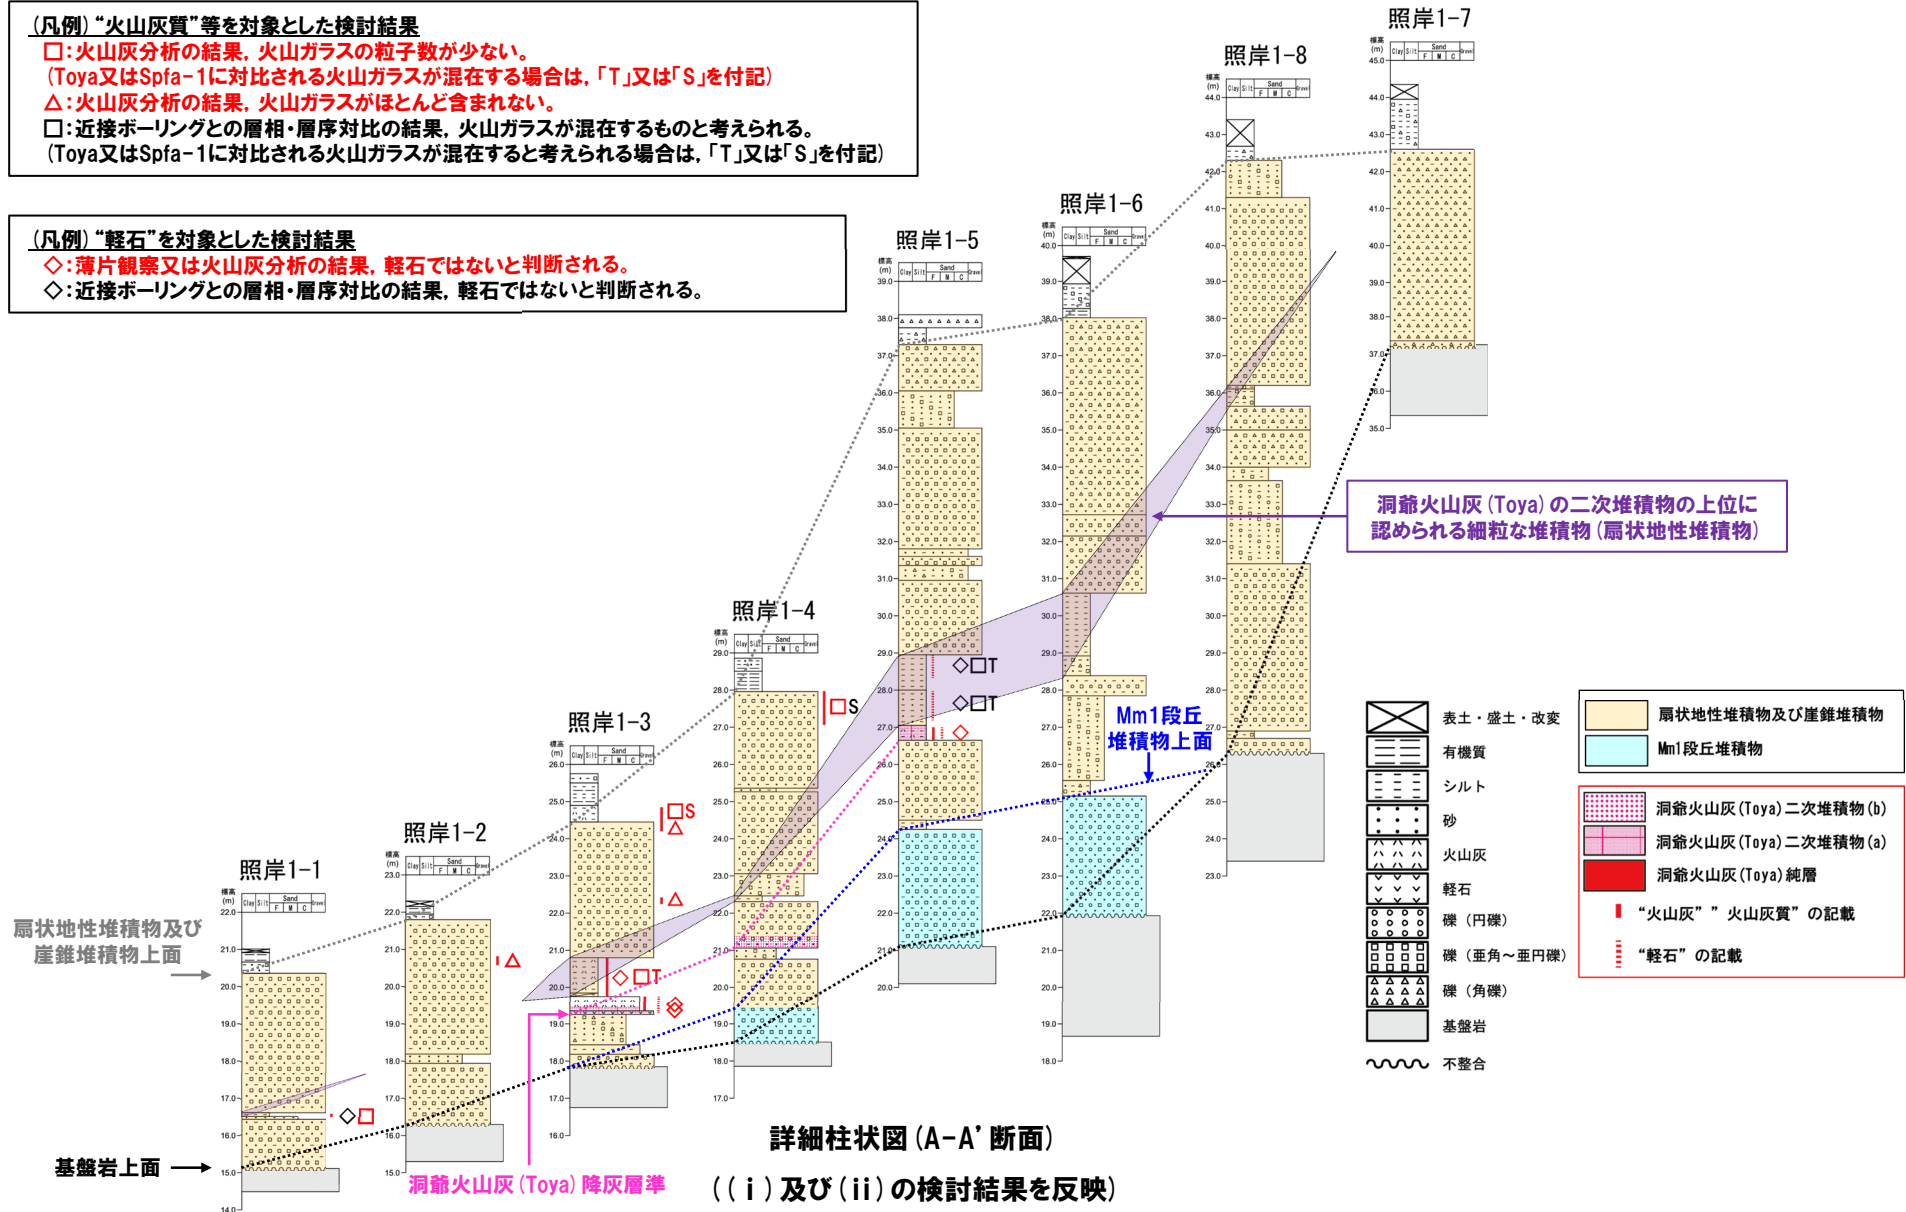 (凡例)“火山灰質”等を対象とした検討結果
□:火山灰分析の結果, 火山ガラスの粒子数が少ない。
(Toya又はSpfa-1に対比される火山ガラスが混在する場合は,「T」又は「S」を付記)
△:火山灰分析の結果, 火山ガラスがほとんど含まれない。
□:近接ボーリングとの層相・層序対比の結果, 火山ガラスが混在するものと考えられる。
(Toya又はSpfa-1に対比される火山ガラスが混在すると考えられる場合は,「T」又は「S」を付記)
(凡例)“軽石”を対象とした検討結果
◇:薄片観察又は火山灰分析の結果, 軽石ではないと判断される。
◇:近接ボーリングとの層相・層序対比の結果, 軽石ではないと判断される。
照岸1-7
照岸1-8
照岸1-6
照岸1-5
照岸1-4
照岸1-3
照岸1-2
照岸1-1
洞爺火山灰(Toya)の二次堆積物の上位に
認められる細粒な堆積物(扇状地性堆積物)
◇□T
◇□T
◇
□S
□S
△
△
◇□T
△
◇□
Mm1段丘
堆積物上面
扇状地性堆積物及び
崖錐堆積物上面
基盤岩上面
洞爺火山灰(Toya)降灰層準
詳細柱状図(A-A’断面)
((ⅰ)及び(ii)の検討結果を反映)
表土・盛土・改変
有機質
シルト
砂
火山灰
軽石
礫(円礫)
礫(亜角~亜円礫)
礫(角礫)
基盤岩
不整合
扇状地性堆積物及び崖錐堆積物
Mm1段丘堆積物
洞爺火山灰(Toya)二次堆積物(b)
洞爺火山灰(Toya)二次堆積物(a)
洞爺火山灰(Toya)純層
“火山灰”” 火山灰質”の記載
“軽石”の記載